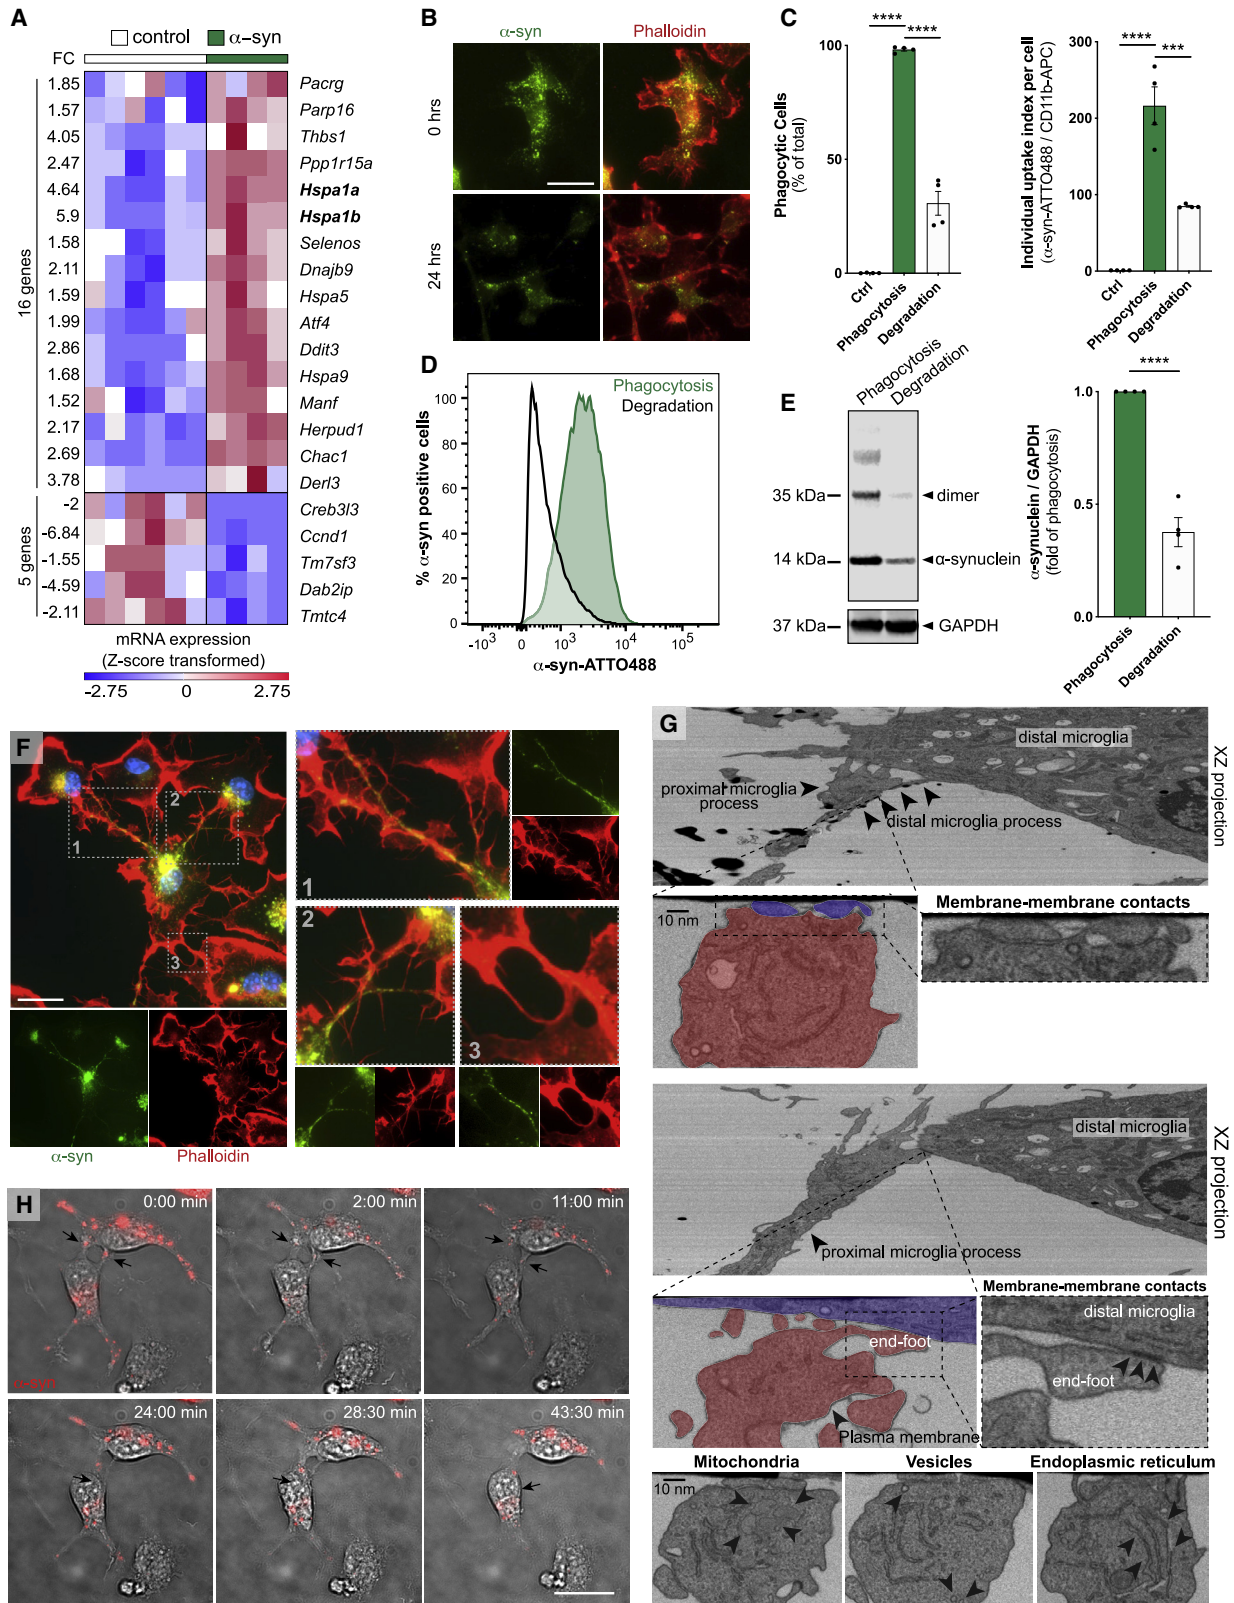 A
control
α–syn
FC
1.85
Pacrg
1.57
Parp16
4.05
Thbs1
2.47
Ppp1r15a
4.64
Hspa1a
5.9
Hspa1b
1.58
Selenos
2.11
Dnajb9
1.59
Hspa5
1.99
Atf4
2.86
Ddit3
1.68
Hspa9
1.52
Manf
2.17
Herpud1
2.69
Chac1
3.78
Derl3
-2
Creb3l3
-6.84
Ccnd1
-1.55
Tm7sf3
-4.59
Dab2ip
-2.11
Tmtc4
16 genes
5 genes
mRNA expression
(Z-score transformed)
-2.75 0 2.75
B
α-syn
Phalloidin
0 hrs
24 hrs
C
Phagocytic Cells
(% of total)
100
50
0
****
****
Ctrl
Phagocytosis
Degradation
Individual uptake index per cell
(α-syn-ATTO488 / CD11b-APC)
300
200
100
0
****
***
Ctrl
Phagocytosis
Degradation
D
Phagocytosis
Degradation
% α-syn positive cells
100
80
60
40
20
0
-10³ 0 10³ 10⁴ 10⁵
α-syn-ATTO488
E
Phagocytosis
Degradation
35 kDa
dimer
14 kDa
α-synuclein
37 kDa
GAPDH
α-synuclein / GAPDH
(fold of phagocytosis)
1.0
0.5
0.0
****
Phagocytosis
Degradation
F
1
2
3
1
2
3
α-syn
Phalloidin
G
distal microglia
proximal microglia
process
distal microglia process
XZ projection
10 nm
Membrane-membrane contacts
distal microglia
proximal microglia process
XZ projection
Membrane-membrane contacts
end-foot
Plasma membrane
distal microglia
end-foot
Mitochondria
Vesicles
Endoplasmic reticulum
10 nm
H
0:00 min
2:00 min
11:00 min
α-syn
24:00 min
28:30 min
43:30 min